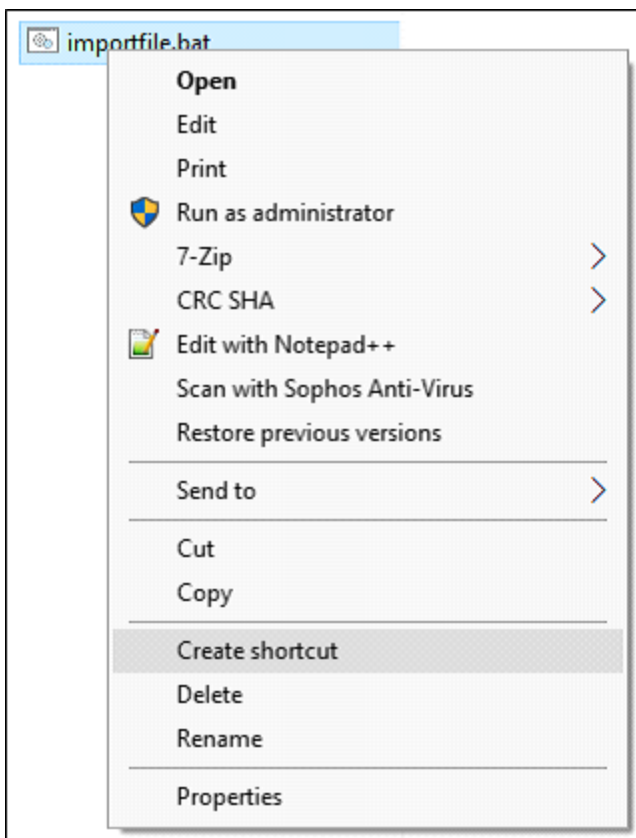 importfile.bat
Open
Edit
Print
Run as administrator
7-Zip
CRC SHA
Edit with Notepad++
Scan with Sophos Anti-Virus
Restore previous versions
Send to
Cut
Copy
Create shortcut
Delete
Rename
Properties